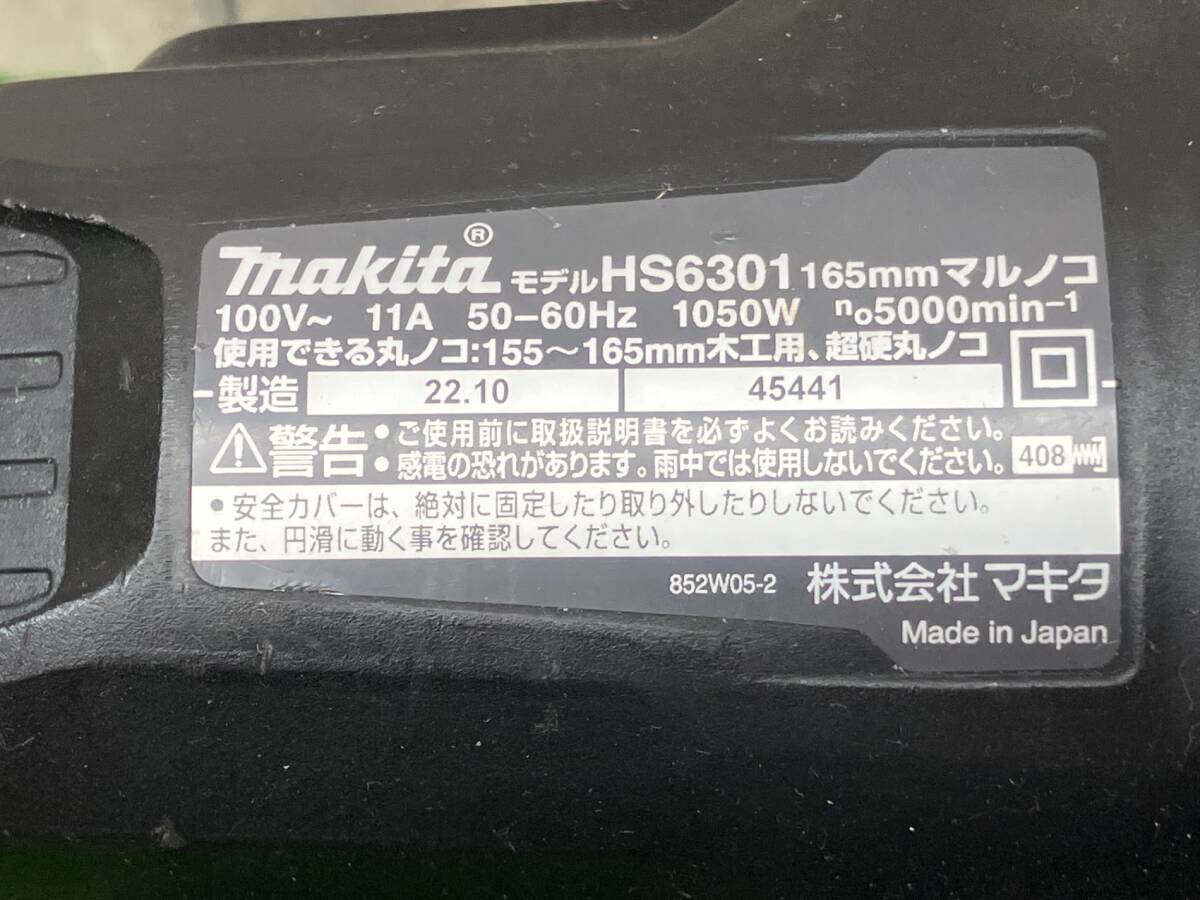 makita® モデルHS6301 165mmマルノコ
100V~ 11A 50-60Hz 1050W n₀5000min⁻¹
使用できる丸ノコ:155～165mm木工用、超硬丸ノコ
製造 22.10 45441
警告 • ご使用前に取扱説明書を必ずよくお読みください。
• 感電の恐れがあります。雨中では使用しないでください。 408
• 安全カバーは、絶対に固定したり取り外したりしないでください。
また、円滑に動く事を確認してください。
852W05-2 株式会社マキタ
Made in Japan